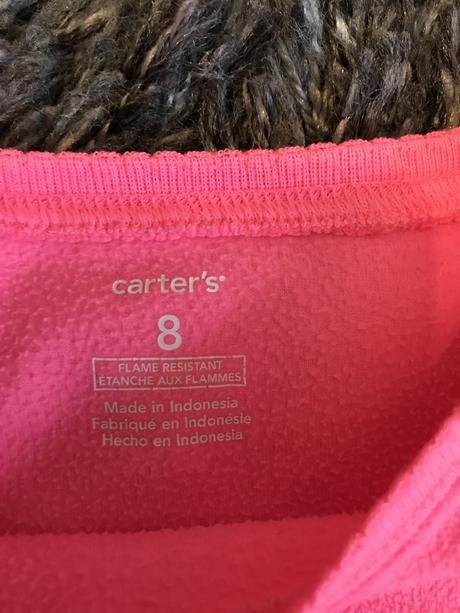 carter's®
8
FLAME RESISTANT
ÉTANCHE AUX FLAMMES
Made in Indonesia
Fabriqué en Indonésie
Hecho en Indonesia